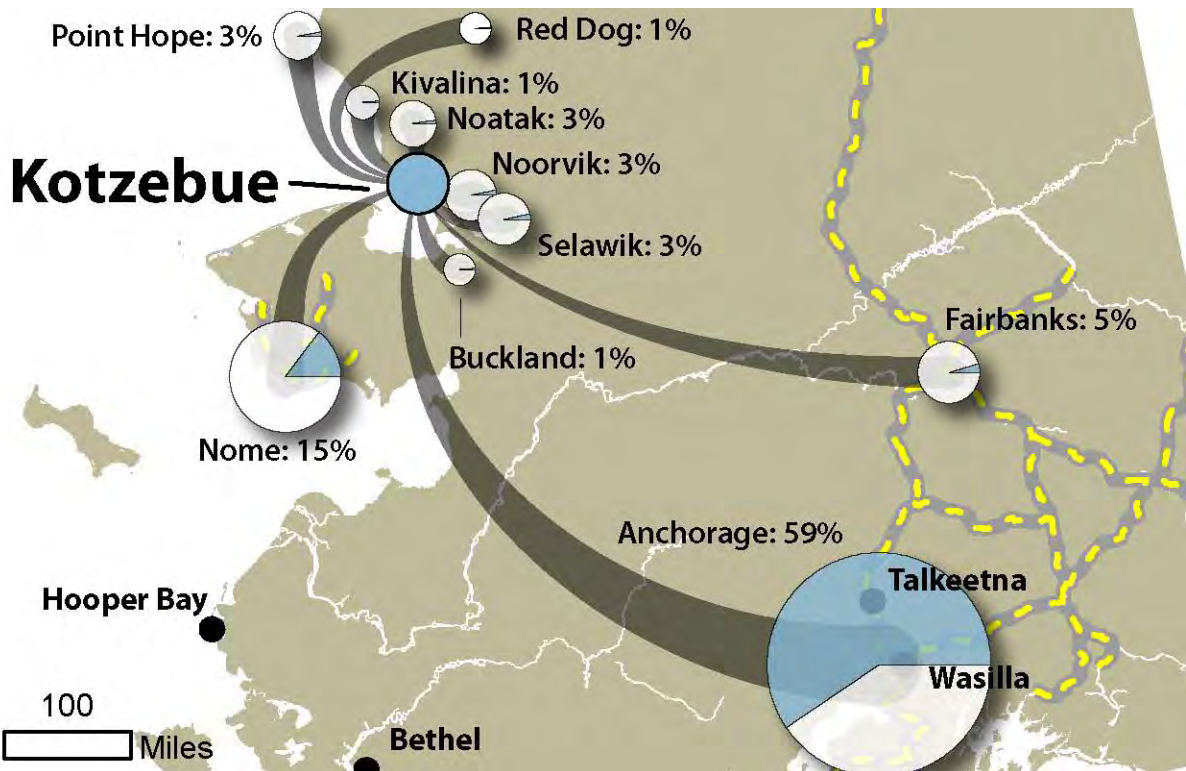 Point Hope: 3%
Red Dog: 1%
Kivalina: 1%
Noatak: 3%
Kotzebue
Noorvik: 3%
Selawik: 3%
Buckland: 1%
Fairbanks: 5%
Nome: 15%
Anchorage: 59%
Talkeetna
Hooper Bay
Wasilla
100
Miles
Bethel